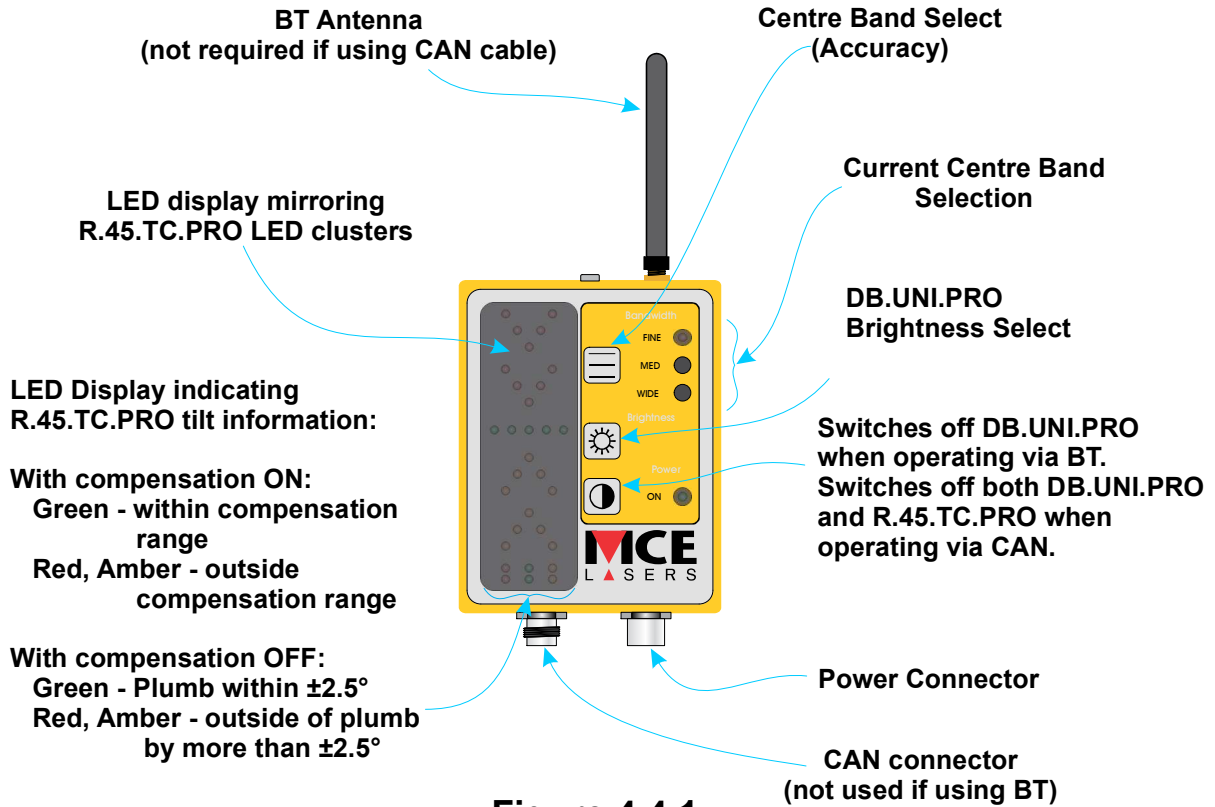 BT Antenna
(not required if using CAN cable)
Centre Band Select
(Accuracy)
Current Centre Band
Selection
LED display mirroring
R.45.TC.PRO LED clusters
DB.UNI.PRO
Brightness Select
Bandwidth
FINE
MED
WIDE
Brightness
Power
ON
MCE
LASERS
LED Display indicating
R.45.TC.PRO tilt information:
With compensation ON:
Green - within compensation
range
Red, Amber - outside
compensation range
With compensation OFF:
Green - Plumb within ±2.5°
Red, Amber - outside of plumb
by more than ±2.5°
Switches off DB.UNI.PRO
when operating via BT.
Switches off both DB.UNI.PRO
and R.45.TC.PRO when
operating via CAN.
Power Connector
CAN connector
(not used if using BT)